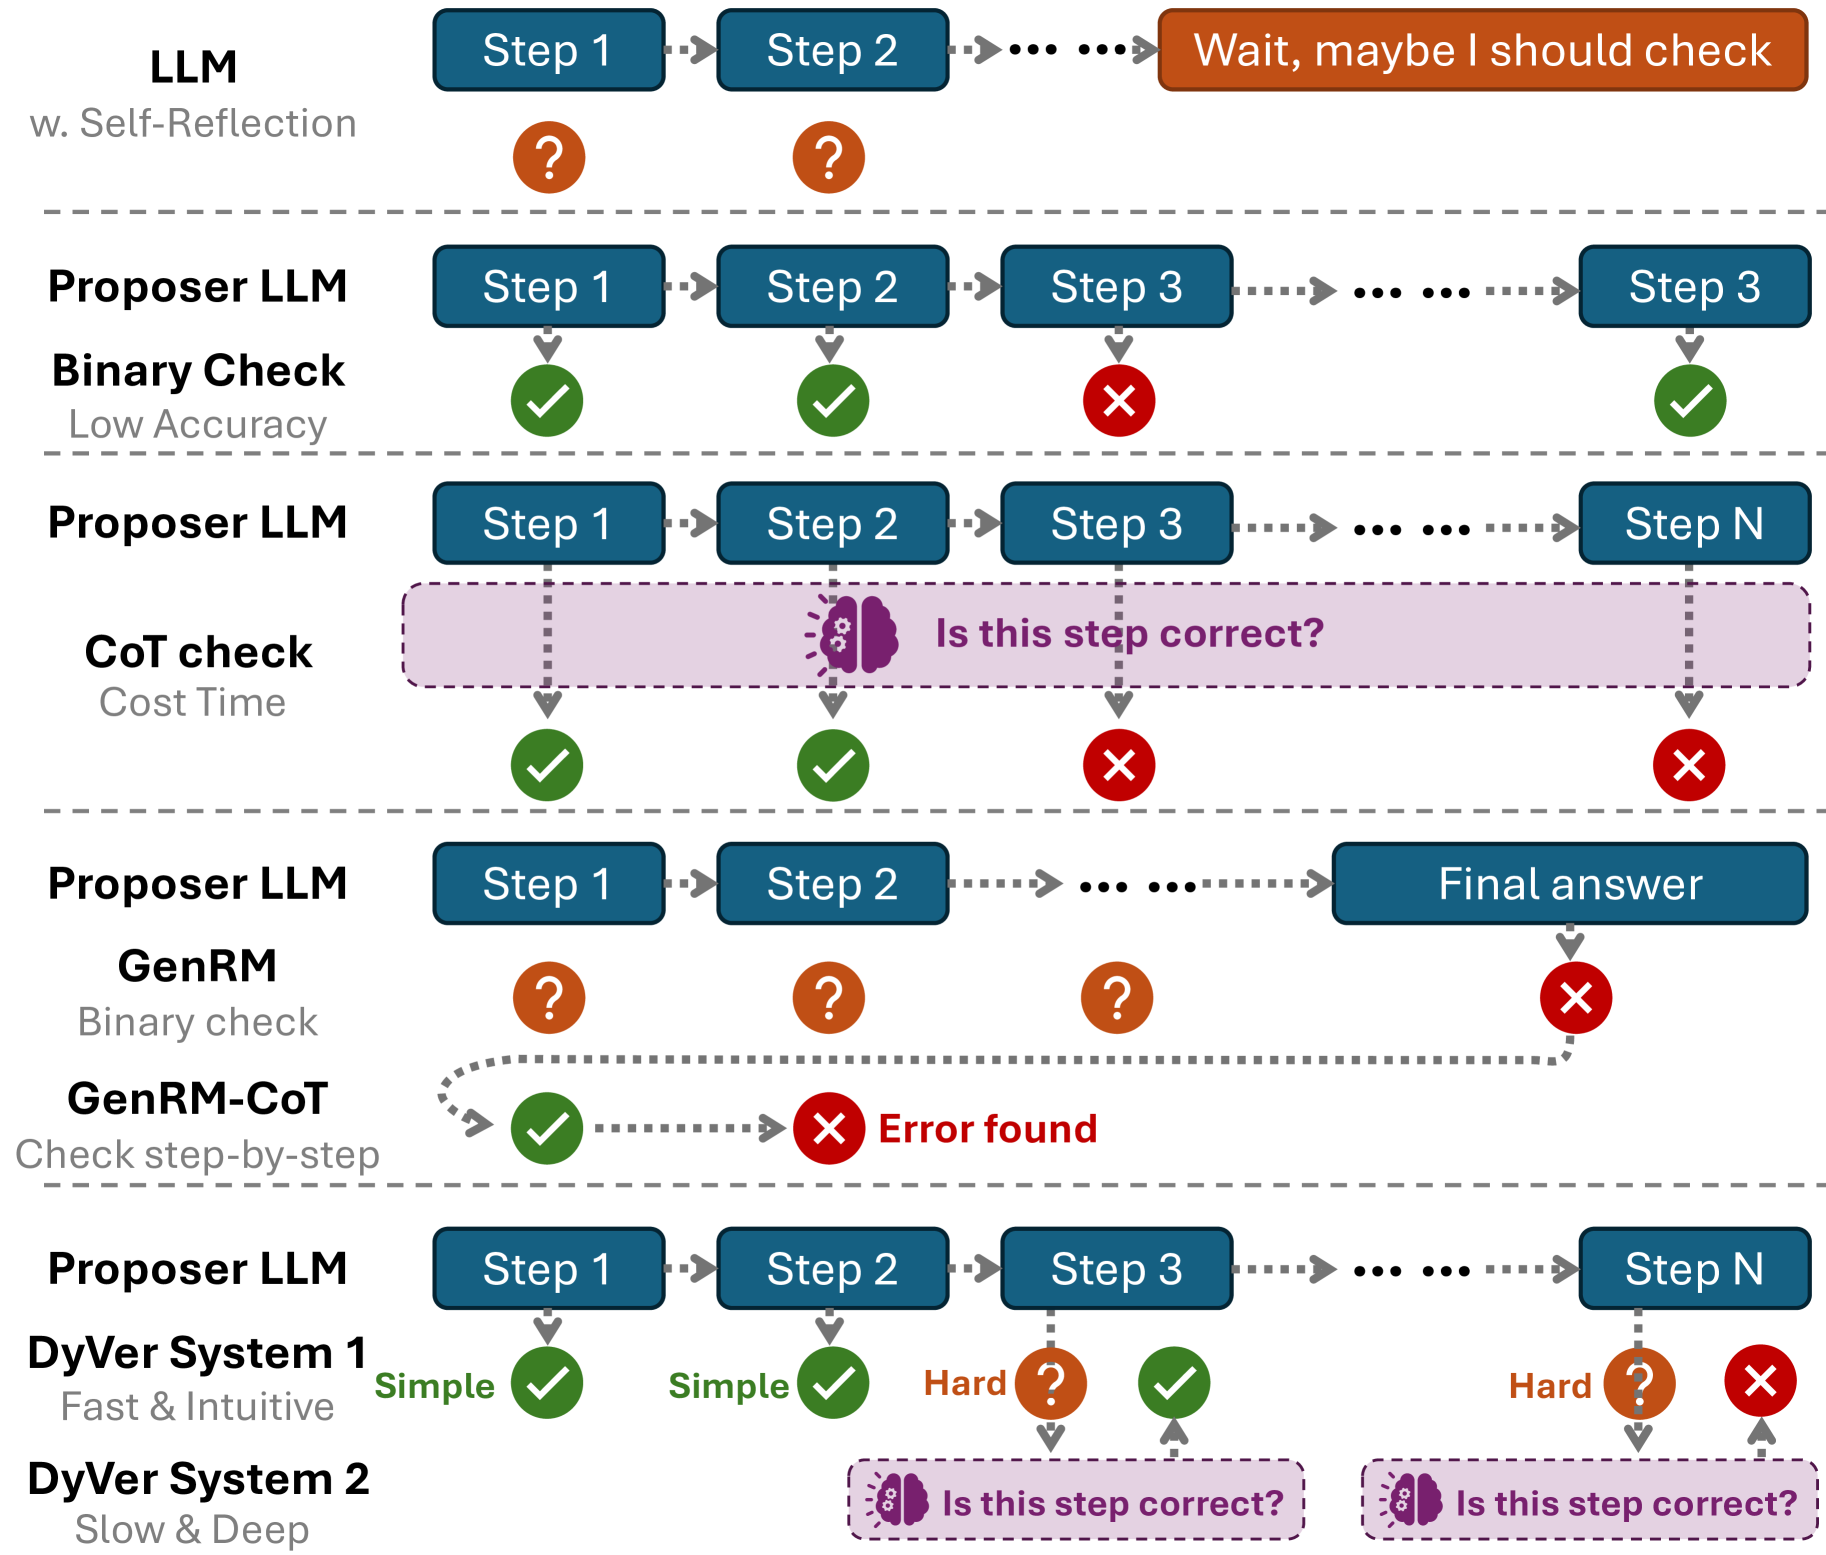 LLM
w. Self-Reflection
Step 1
Step 2
... ...
Wait, maybe I should check
?
?
Proposer LLM
Step 1
Step 2
Step 3
... ...
Step 3
Binary Check
Low Accuracy
Proposer LLM
Step 1
Step 2
Step 3
... ...
Step N
CoT check
Cost Time
Is this step correct?
Proposer LLM
Step 1
Step 2
... ...
Final answer
GenRM
Binary check
?
?
?
GenRM-CoT
Check step-by-step
Error found
Proposer LLM
Step 1
Step 2
Step 3
... ...
Step N
DyVer System 1
Fast & Intuitive
Simple
Simple
Hard
?
Hard
?
DyVer System 2
Slow & Deep
Is this step correct?
Is this step correct?